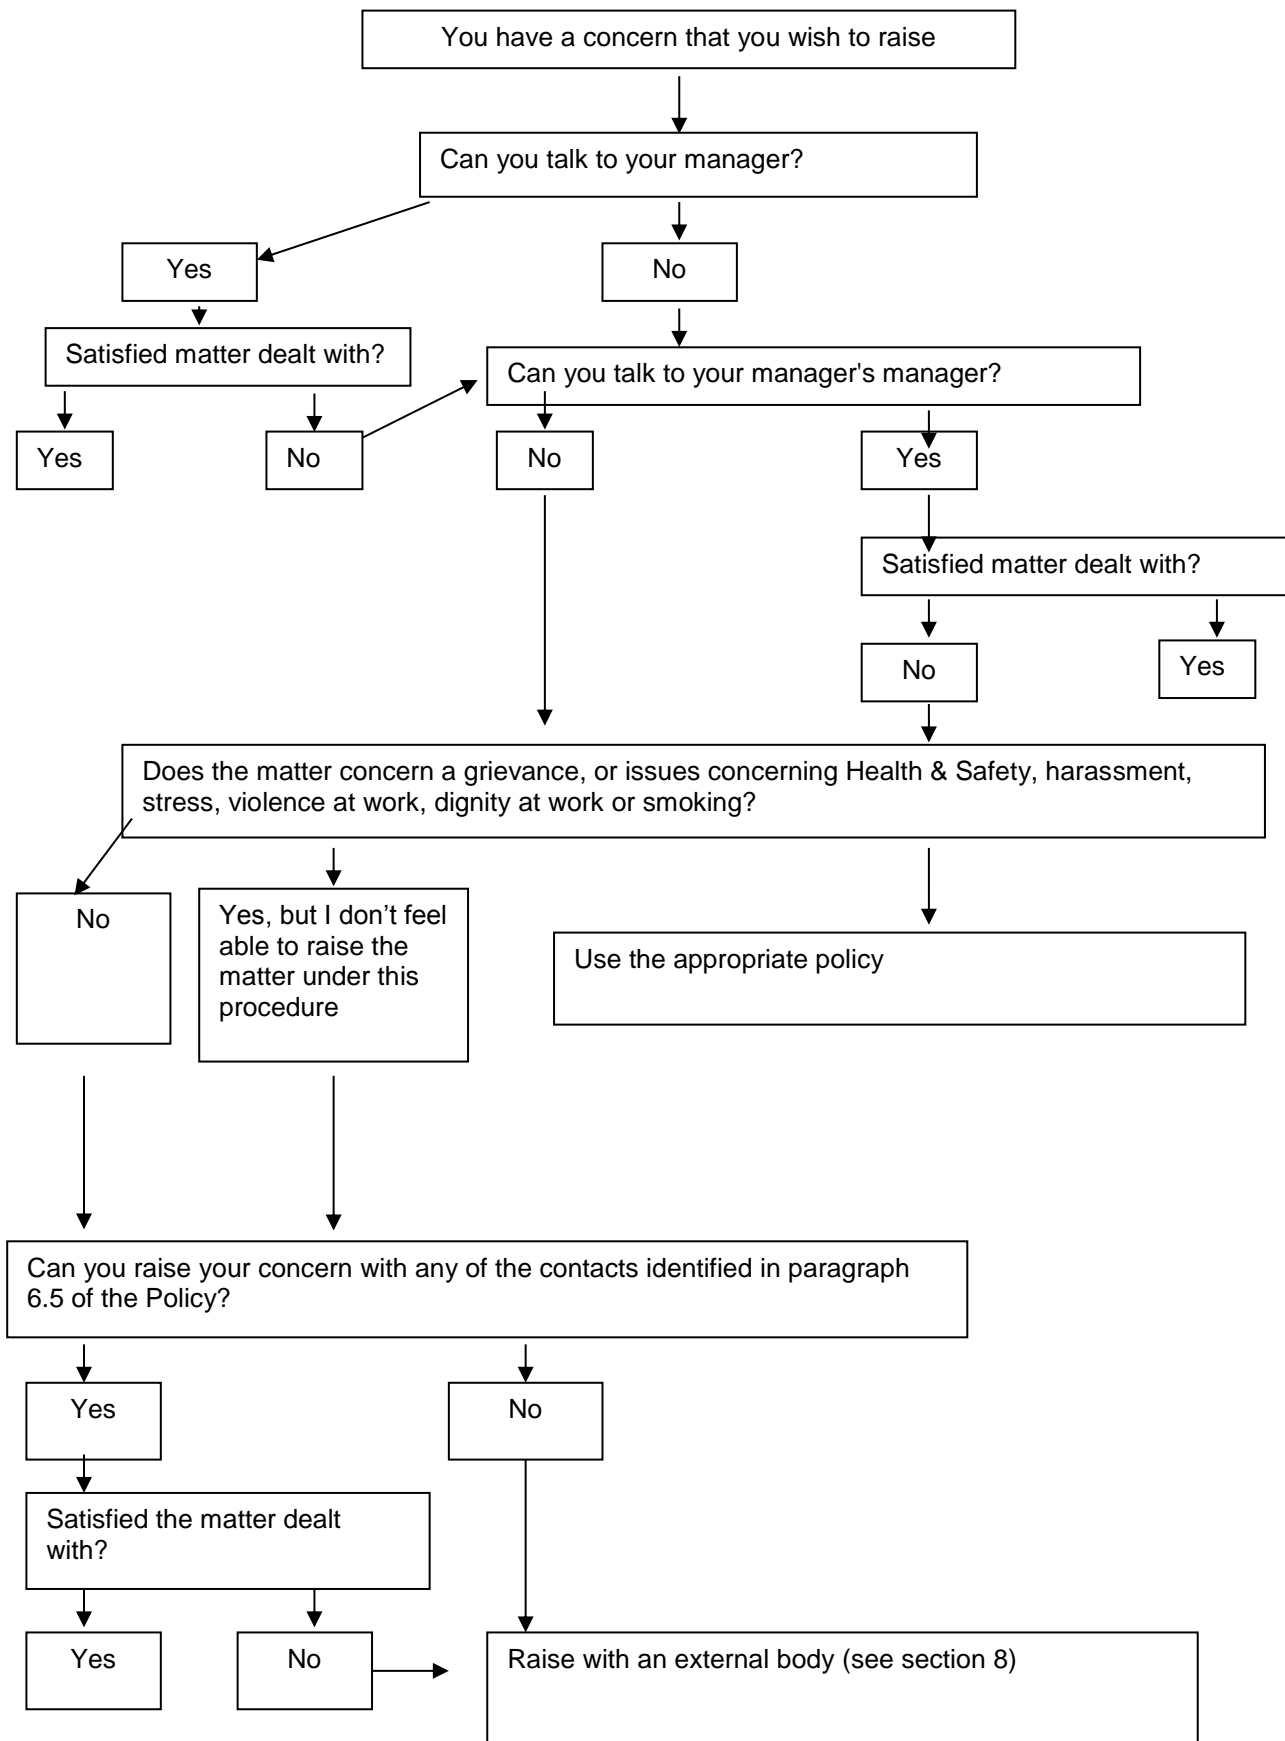 You have a concern that you wish to raise
Can you talk to your manager?
Yes
No
Satisfied matter dealt with?
Can you talk to your manager's manager?
Yes
No
No
Yes
Satisfied matter dealt with?
No
Yes
Does the matter concern a grievance, or issues concerning Health & Safety, harassment,
stress, violence at work, dignity at work or smoking?
No
Yes, but I don’t feel
able to raise the
matter under this
procedure
Use the appropriate policy
Can you raise your concern with any of the contacts identified in paragraph
6.5 of the Policy?
Yes
No
Satisfied the matter dealt
with?
Yes
No
Raise with an external body (see section 8)